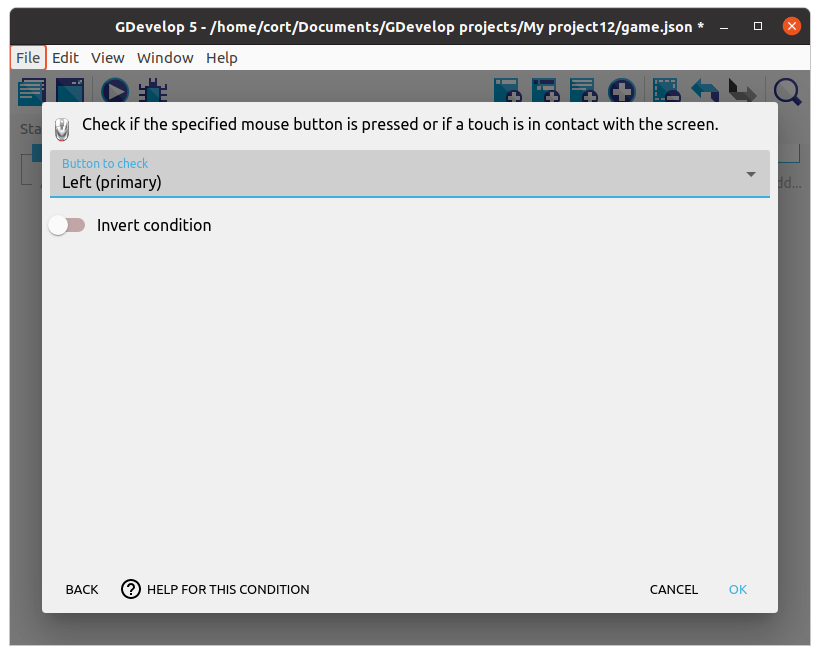 GDevelop 5 - /home/cort/Documents/GDevelop projects/My project12/game.json *
File Edit View Window Help
Sta
Check if the specified mouse button is pressed or if a touch is in contact with the screen.
Button to check
Left (primary)
dd...
Invert condition
BACK ? HELP FOR THIS CONDITION CANCEL OK